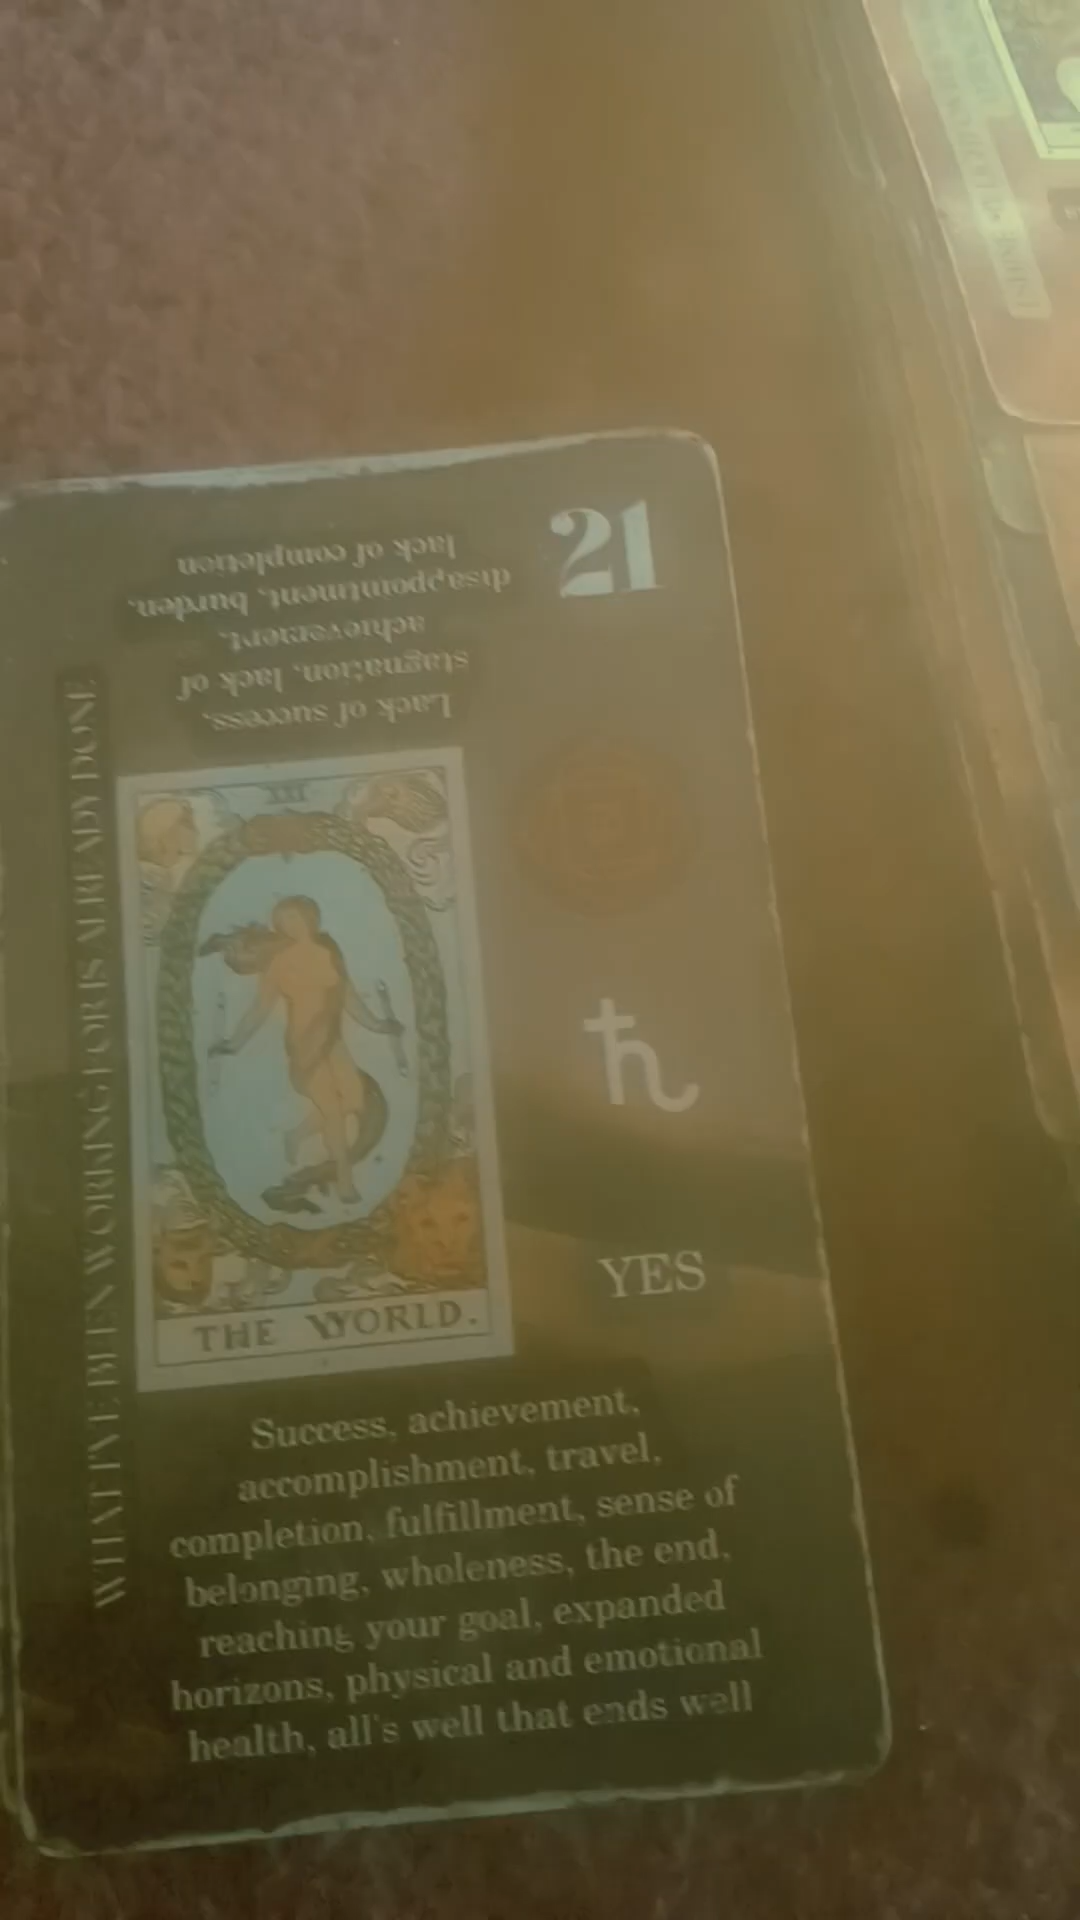 21
lack of completion
disappointment, burden,
achievement,
stagnation, lack of
Lack of success,
WHAT I'VE BEEN WORKING FOR IS ALREADY DONE
XXI
THE WORLD.
YES
Success, achievement,
accomplishment, travel,
completion, fulfillment, sense of
belonging, wholeness, the end,
reaching your goal, expanded
horizons, physical and emotional
health, all's well that ends well